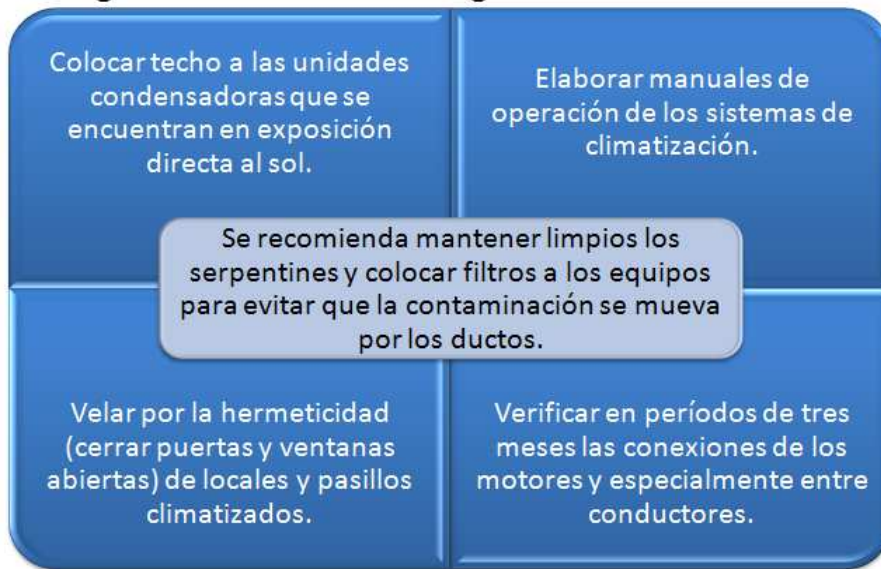 Colocar techo a las unidades
condensadoras que se
encuentran en exposición
directa al sol.
Elaborar manuales de
operación de los sistemas de
climatización.
Se recomienda mantener limpios los
serpentines y colocar filtros a los equipos
para evitar que la contaminación se mueva
por los ductos.
Velar por la hermeticidad
(cerrar puertas y ventanas
abiertas) de locales y pasillos
climatizados.
Verificar en períodos de tres
meses las conexiones de los
motores y especialmente entre
conductores.